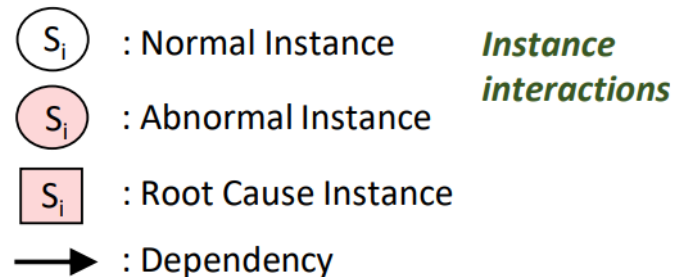 Sᵢ : Normal Instance
Instance
interactions
Sᵢ : Abnormal Instance
Sᵢ : Root Cause Instance
: Dependency